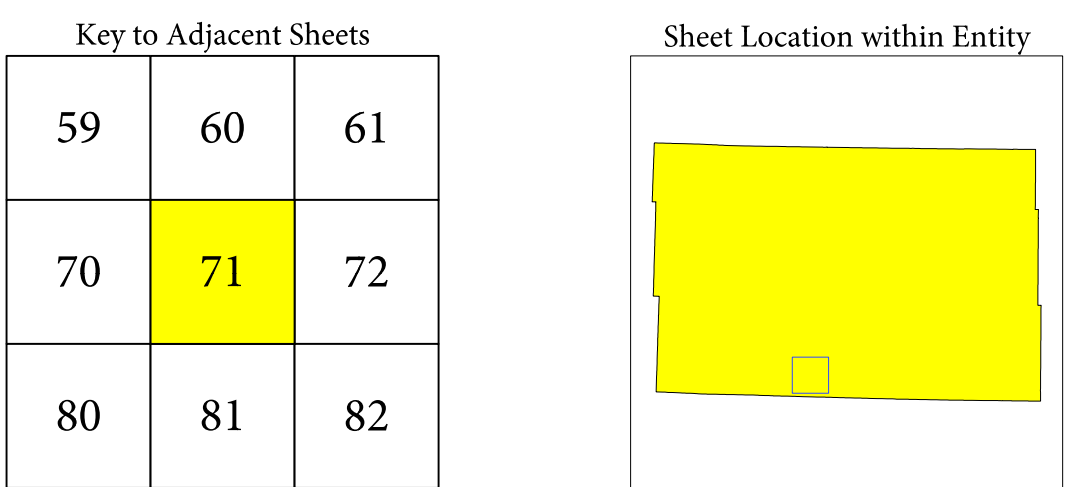 Key to Adjacent Sheets
59 60 61
70 71 72
80 81 82
Sheet Location within Entity